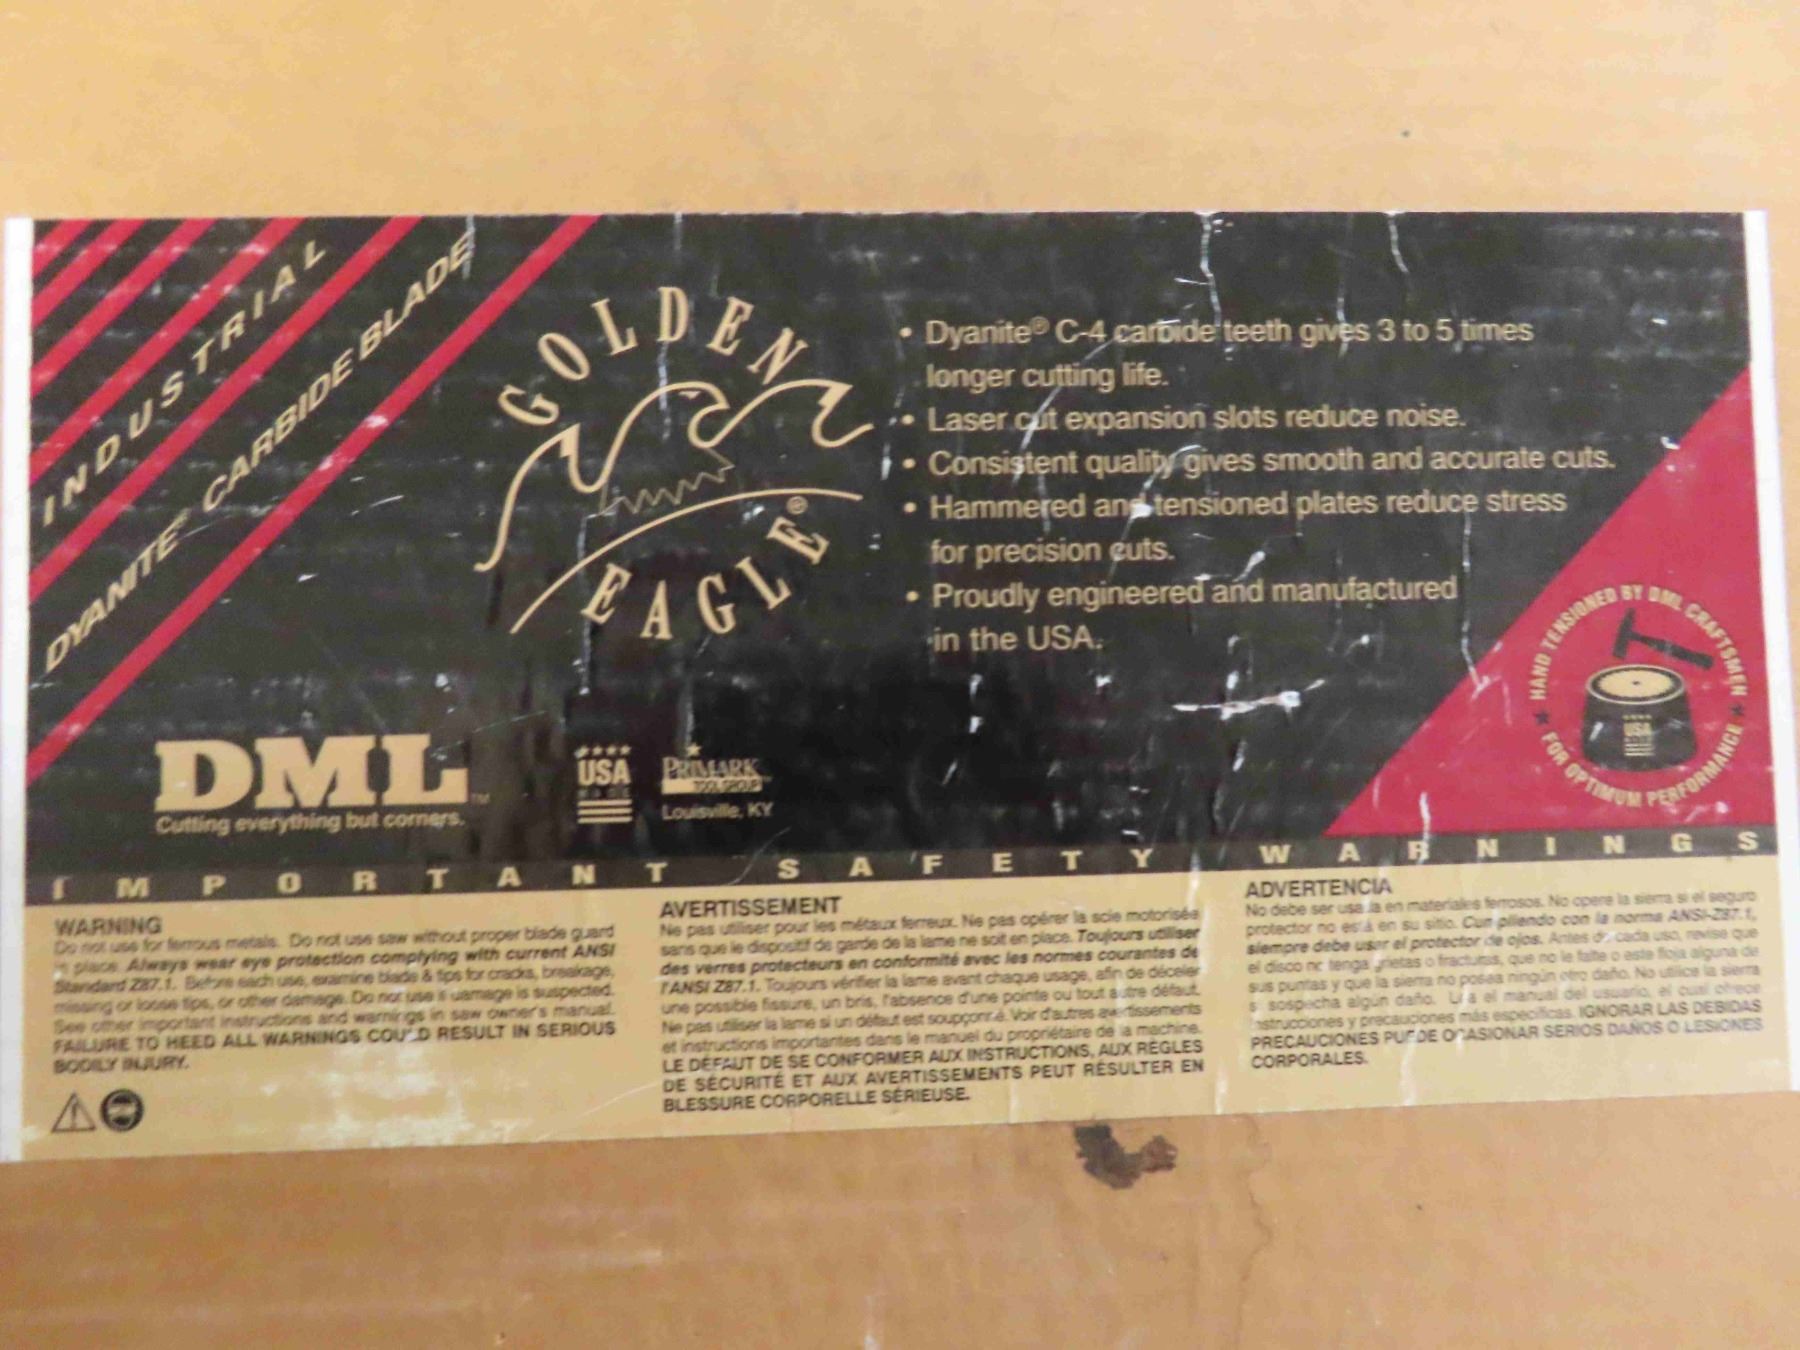 INDUSTRIAL
DYANITE® CARBIDE BLADE
GOLDEN
EAGLE®
• Dyanite® C-4 carbide teeth gives 3 to 5 times
longer cutting life.
• Laser cut expansion slots reduce noise.
• Consistent quality gives smooth and accurate cuts.
• Hammered and tensioned plates reduce stress
for precision cuts.
• Proudly engineered and manufactured
in the USA.
★ HAND TENSIONED BY DML CRAFTSMEN ★
FOR OPTIMUM PERFORMANCE
USA
DML™
Cutting everything but corners.
USA
MADE
PRIMARK™
TOOL GROUP
Louisville, KY
IMPORTANT SAFETY WARNINGS
WARNING
Do not use for ferrous metals. Do not use saw without proper blade guard
in place. Always wear eye protection complying with current ANSI
Standard Z87.1. Before each use, examine blade & tips for cracks, breakage,
missing or loose tips, or other damage. Do not use if damage is suspected.
See other important instructions and warnings in saw owner's manual.
FAILURE TO HEED ALL WARNINGS COULD RESULT IN SERIOUS
BODILY INJURY.
AVERTISSEMENT
Ne pas utiliser pour les métaux ferreux. Ne pas opérer la scie motorisée
sans que le dispositif de garde de la lame ne soit en place. Toujours utiliser
des verres protecteurs en conformité avec les normes courantes de
l'ANSI Z87.1. Toujours vérifier la lame avant chaque usage, afin de déceler
une possible fissure, un bris, l'absence d'une pointe ou tout autre défaut.
Ne pas utiliser la lame si un défaut est soupçonné. Voir d'autres avertissements
et instructions importantes dans le manuel du propriétaire de la machine.
LE DÉFAUT DE SE CONFORMER AUX INSTRUCTIONS, AUX RÈGLES
DE SÉCURITÉ ET AUX AVERTISSEMENTS PEUT RÉSULTER EN
BLESSURE CORPORELLE SÉRIEUSE.
ADVERTENCIA
No debe ser usada en materiales ferrosos. No opere la sierra si el seguro
protector no está en su sitio. Cumpliendo con la norma ANSI-Z87.1,
siempre debe usar el protector de ojos. Antes de cada uso, revise que
el disco no tenga grietas o fracturas, que no le falte o este floja alguna de
sus puntas y que la sierra no posea ningún otro daño. No utilice la sierra
si sospecha algún daño. Lea el manual del usuario, el cual ofrece
instrucciones y precauciones más específicas. IGNORAR LAS DEBIDAS
PRECAUCIONES PUEDE OCASIONAR SERIOS DAÑOS O LESIONES
CORPORALES.